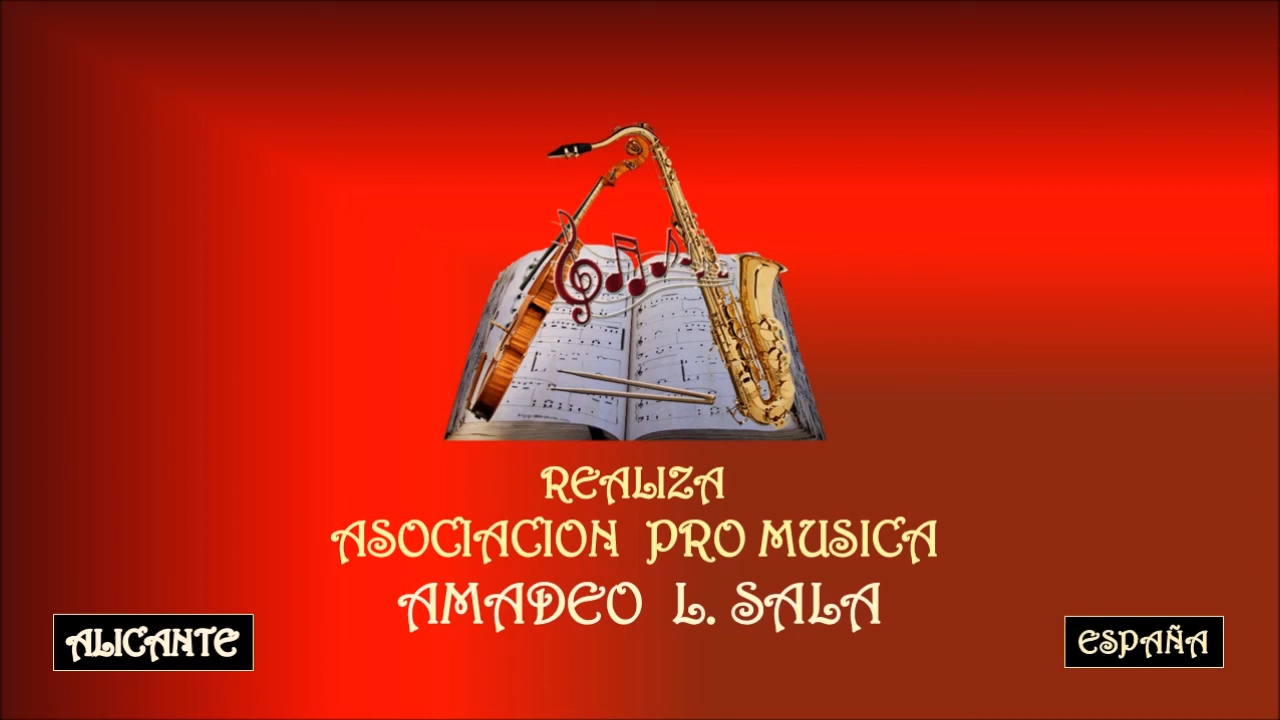 REALIZA
ASOCIACION PRO MUSICA
AMADEO L. SALA
ALICANTE
ESPAÑA